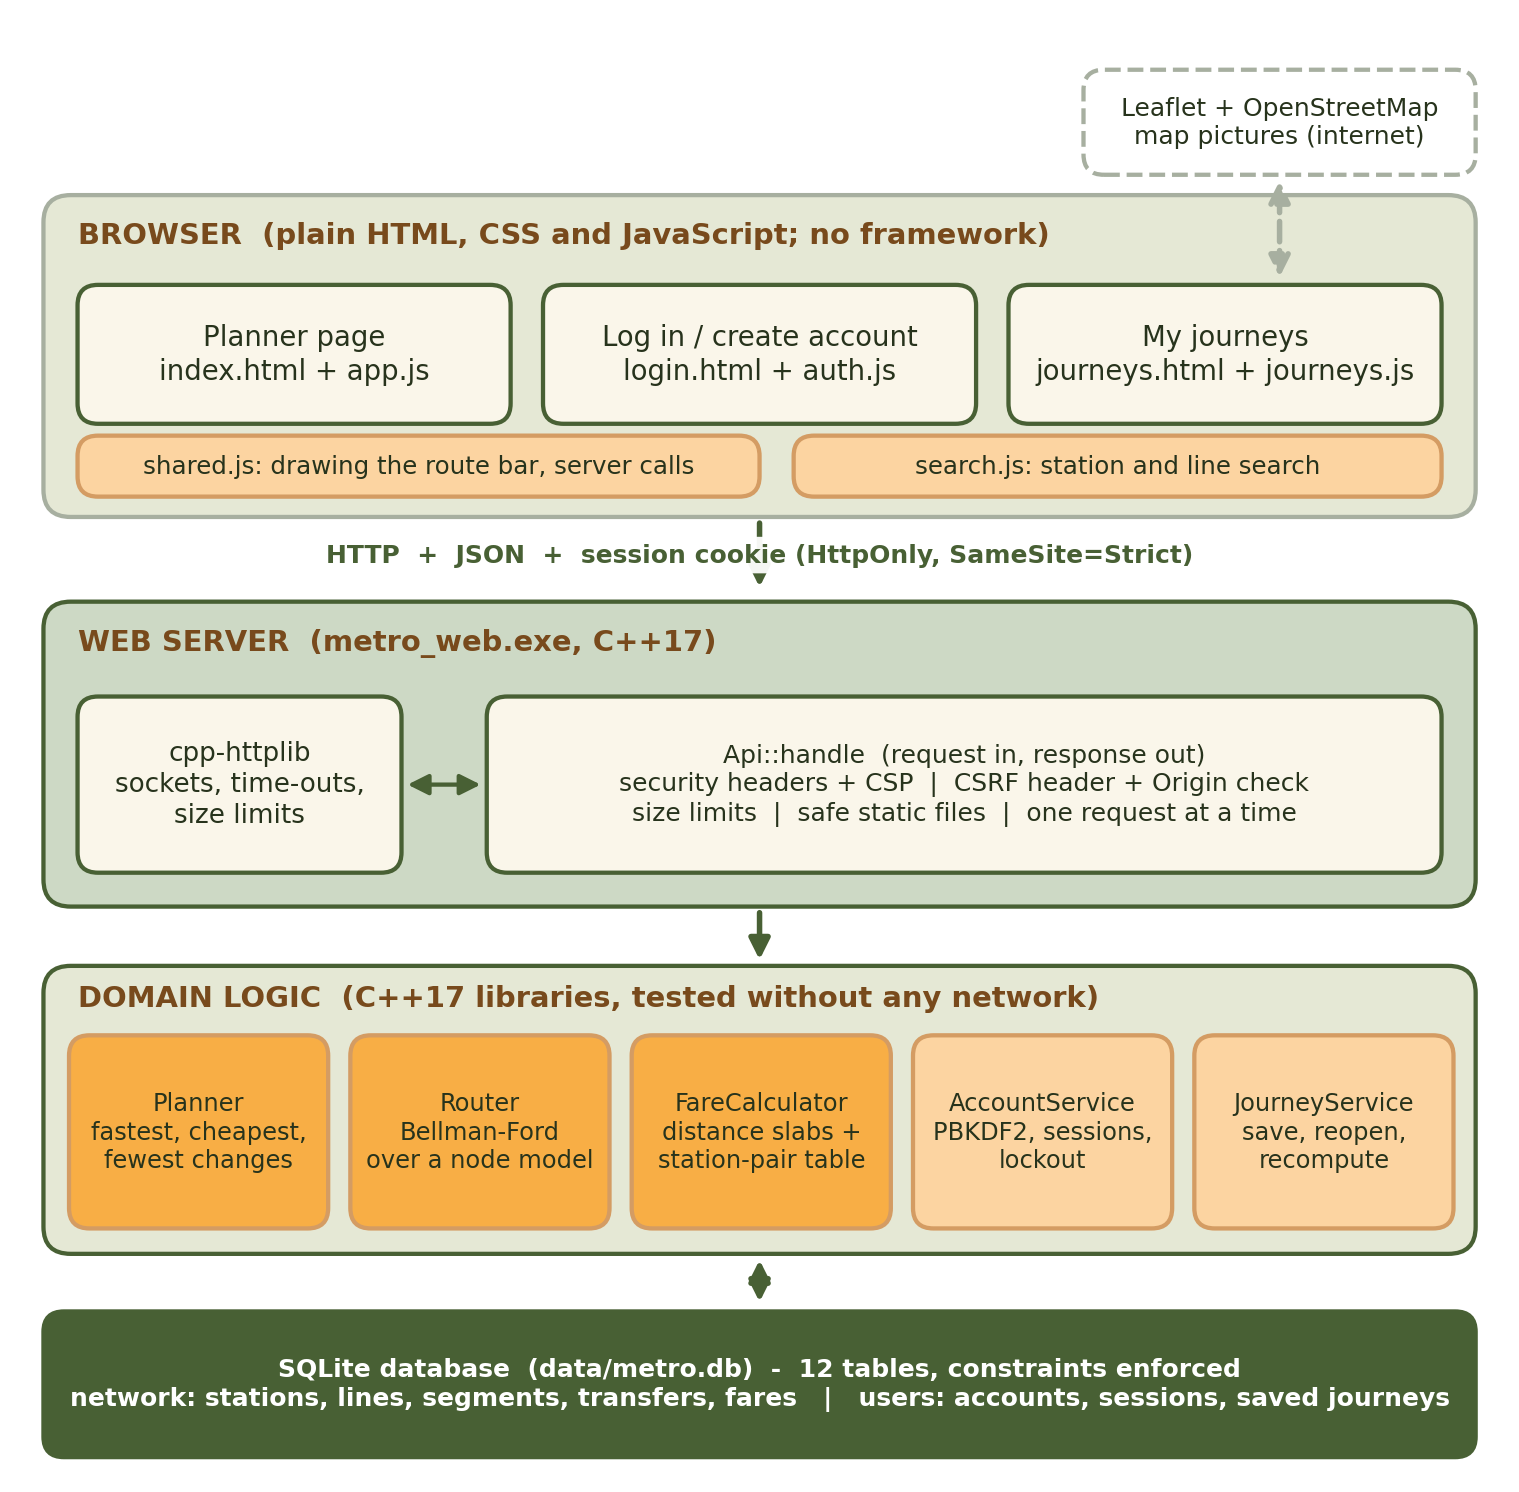 Leaflet + OpenStreetMap
map pictures (internet)
BROWSER (plain HTML, CSS and JavaScript; no framework)
Planner page
index.html + app.js
Log in / create account
login.html + auth.js
My journeys
journeys.html + journeys.js
shared.js: drawing the route bar, server calls
search.js: station and line search
HTTP + JSON + session cookie (HttpOnly, SameSite=Strict)
WEB SERVER (metro_web.exe, C++17)
cpp-httplib
sockets, time-outs,
size limits
Api::handle (request in, response out)
security headers + CSP | CSRF header + Origin check
size limits | safe static files | one request at a time
DOMAIN LOGIC (C++17 libraries, tested without any network)
Planner
fastest, cheapest,
fewest changes
Router
Bellman-Ford
over a node model
FareCalculator
distance slabs +
station-pair table
AccountService
PBKDF2, sessions,
lockout
JourneyService
save, reopen,
recompute
SQLite database (data/metro.db) - 12 tables, constraints enforced
network: stations, lines, segments, transfers, fares | users: accounts, sessions, saved journeys